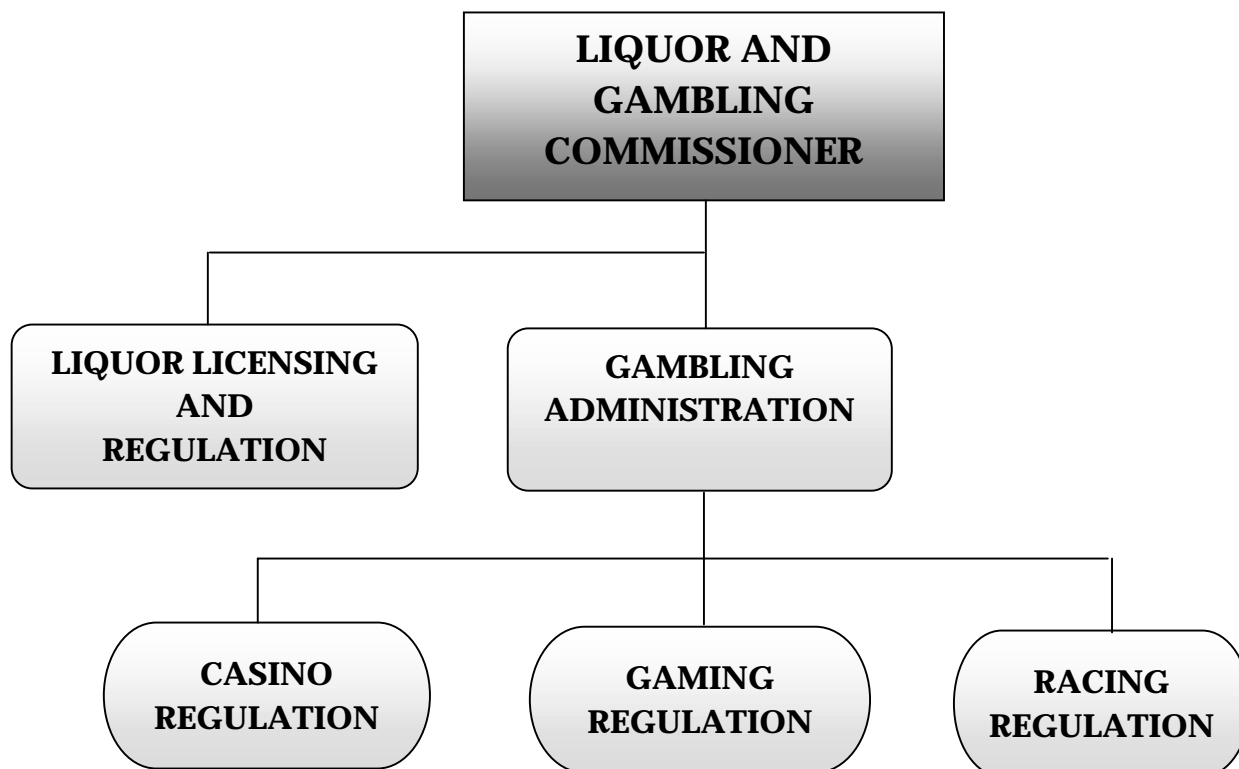 LIQUOR AND
GAMBLING
COMMISSIONER
LIQUOR LICENSING
AND
REGULATION
GAMBLING
ADMINISTRATION
CASINO
REGULATION
GAMING
REGULATION
RACING
REGULATION